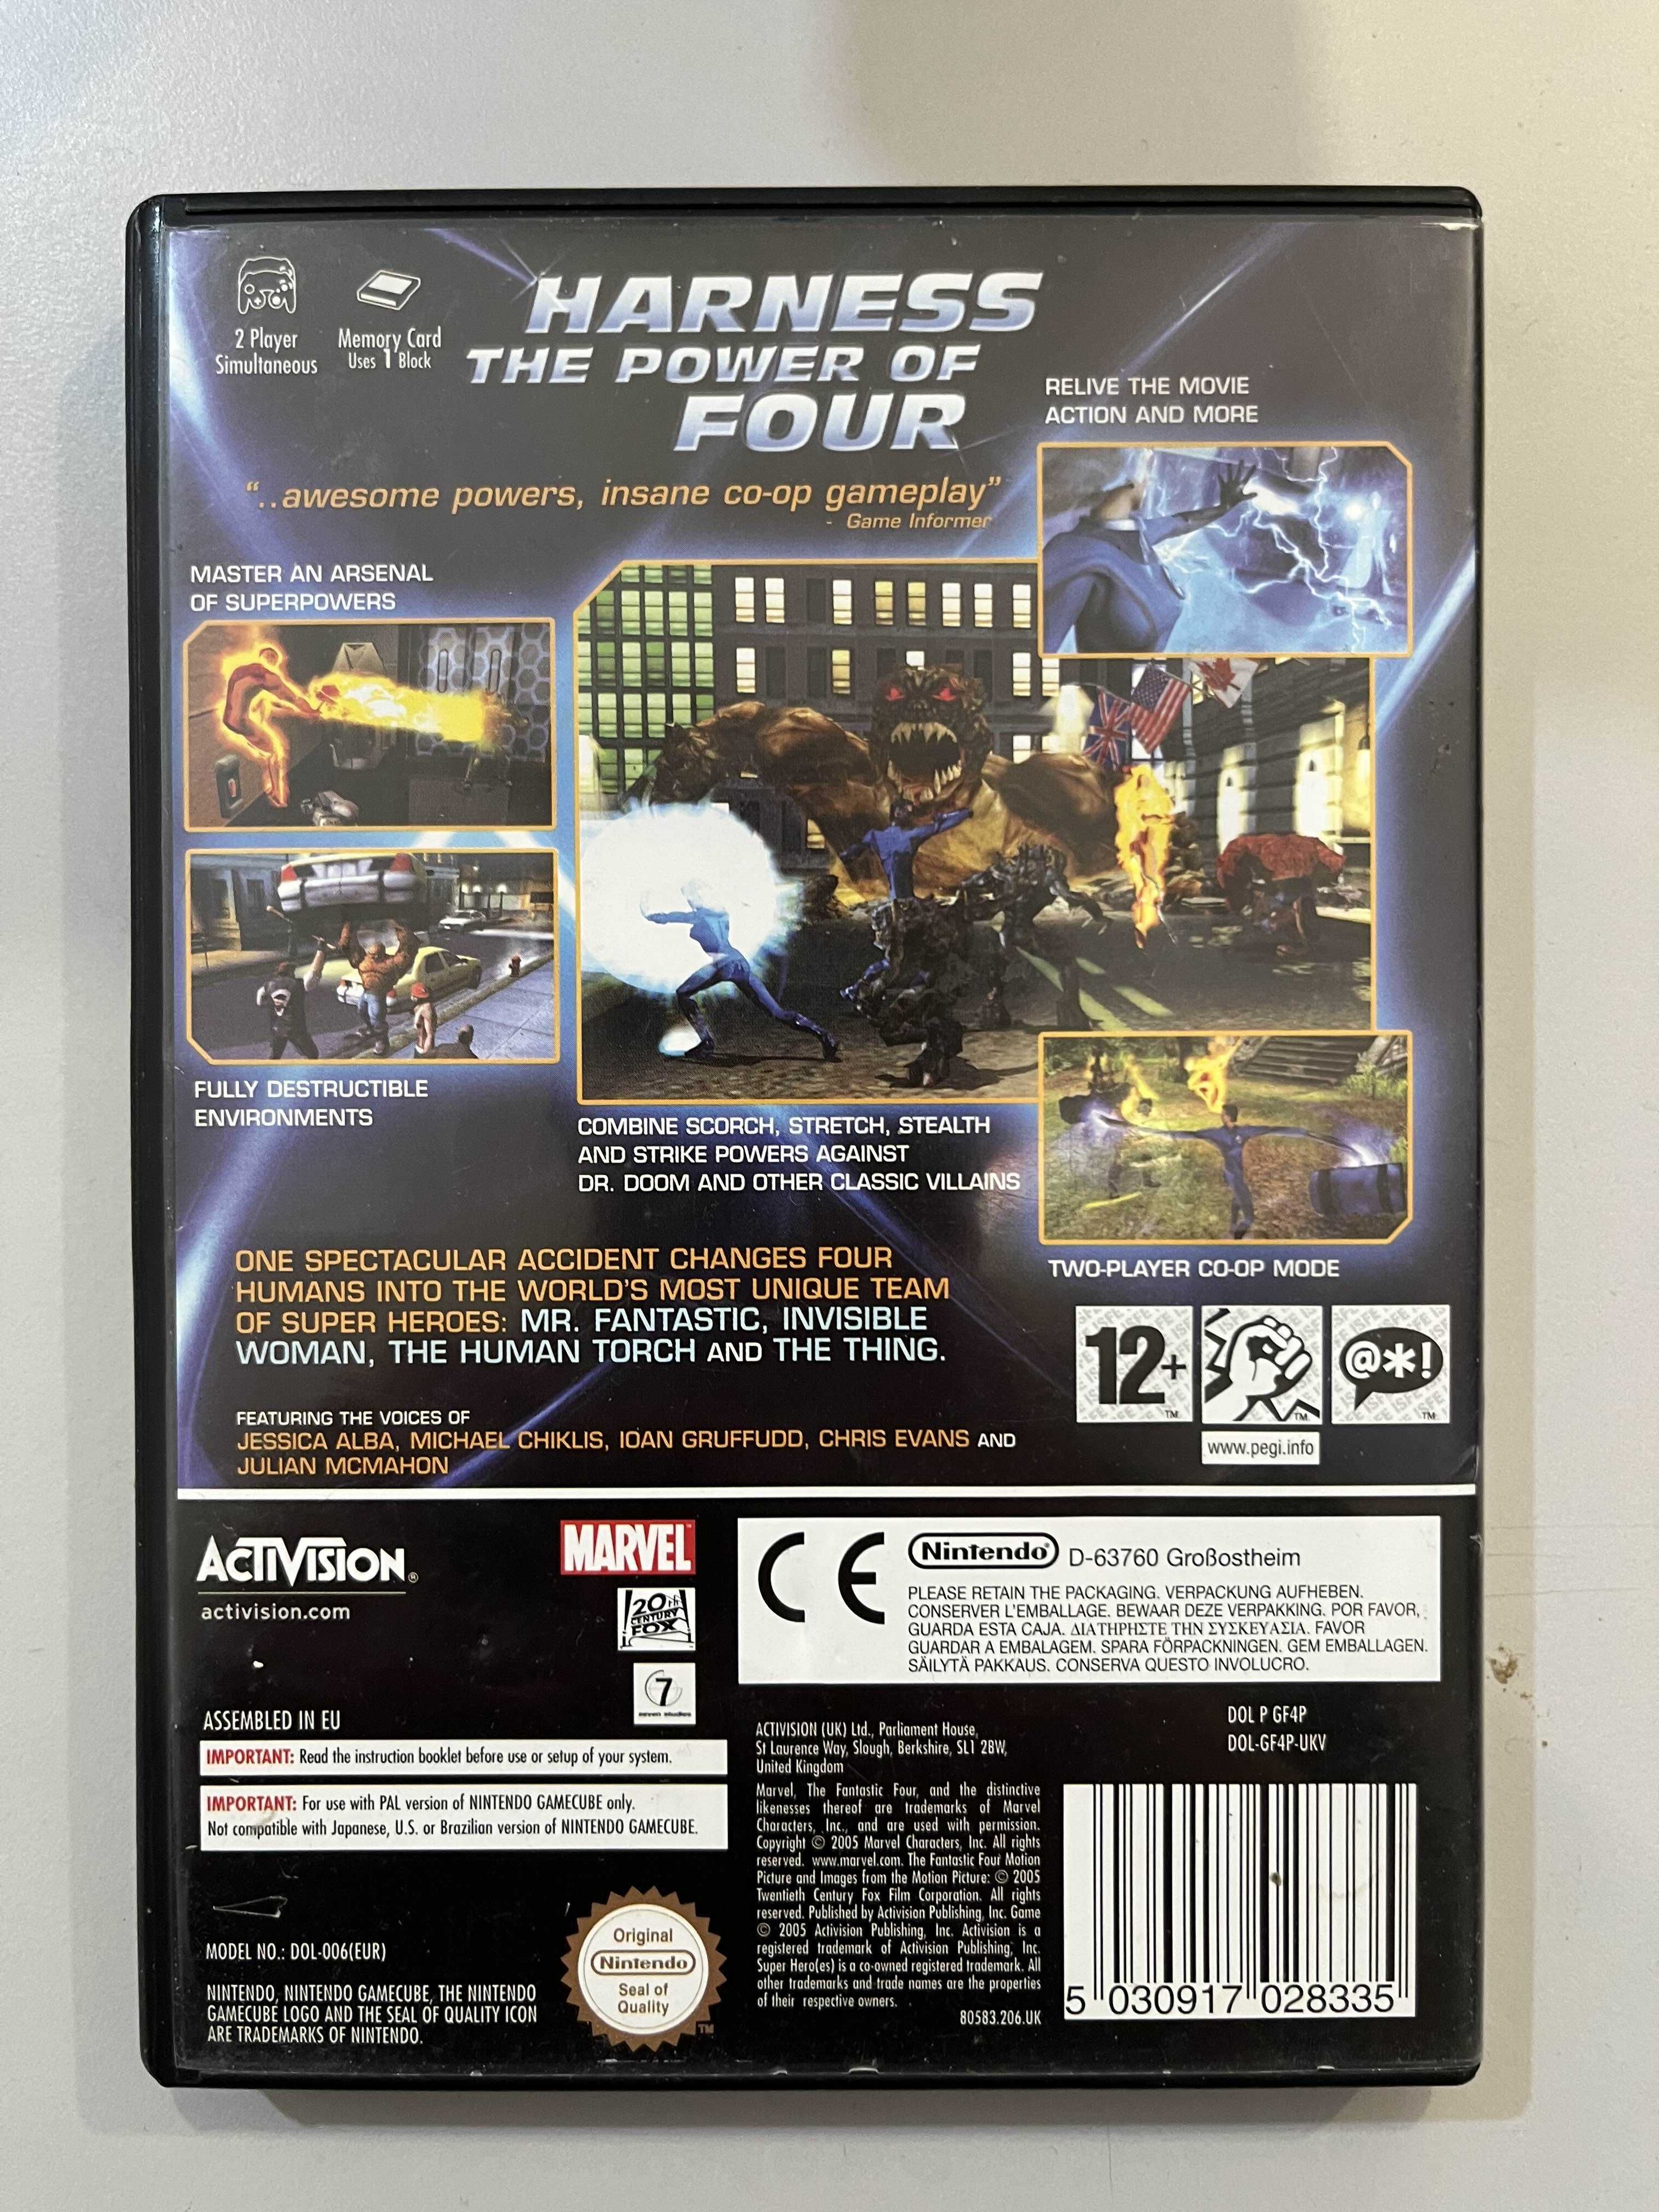 2 Player
Simultaneous
Memory Card
Uses 1 Block
HARNESS
THE POWER OF
FOUR
"..awesome powers, insane co-op gameplay"
- Game Informer
RELIVE THE MOVIE
ACTION AND MORE
MASTER AN ARSENAL
OF SUPERPOWERS
FULLY DESTRUCTIBLE
ENVIRONMENTS
COMBINE SCORCH, STRETCH, STEALTH
AND STRIKE POWERS AGAINST
DR. DOOM AND OTHER CLASSIC VILLAINS
TWO-PLAYER CO-OP MODE
ONE SPECTACULAR ACCIDENT CHANGES FOUR
HUMANS INTO THE WORLD'S MOST UNIQUE TEAM
OF SUPER HEROES: MR. FANTASTIC, INVISIBLE
WOMAN, THE HUMAN TORCH AND THE THING.
FEATURING THE VOICES OF
JESSICA ALBA, MICHAEL CHIKLIS, IOAN GRUFFUDD, CHRIS EVANS AND
JULIAN MCMAHON
12+
TM
TM
@*!
TM
www.pegi.info
ACTIVISION®
activision.com
MARVEL
20th
CENTURY
FOX
7
seven studios
CE
Nintendo® D-63760 Großostheim
PLEASE RETAIN THE PACKAGING. VERPACKUNG AUFHEBEN.
CONSERVER L'EMBALLAGE. BEWAAR DEZE VERPAKKING. POR FAVOR,
GUARDA ESTA CAJA. ΔΙΑΤΗΡΗΣΤΕ ΤΗΝ ΣΥΣΚΕΥΑΣΙΑ. FAVOR
GUARDAR A EMBALAGEM. SPARA FÖRPACKNINGEN. GEM EMBALLAGEN.
SÄILYTÄ PAKKAUS. CONSERVA QUESTO INVOLUCRO.
ASSEMBLED IN EU
IMPORTANT: Read the instruction booklet before use or setup of your system.
IMPORTANT: For use with PAL version of NINTENDO GAMECUBE only.
Not compatible with Japanese, U.S. or Brazilian version of NINTENDO GAMECUBE.
MODEL NO.: DOL-006(EUR)
NINTENDO, NINTENDO GAMECUBE, THE NINTENDO
GAMECUBE LOGO AND THE SEAL OF QUALITY ICON
ARE TRADEMARKS OF NINTENDO.
Original
Nintendo
Seal of
Quality
TM
ACTIVISION (UK) Ltd., Parliament House,
St Laurence Way, Slough, Berkshire, SL1 2BW,
United Kingdom
Marvel, The Fantastic Four, and the distinctive
likenesses thereof are trademarks of Marvel
Characters, Inc., and are used with permission.
Copyright © 2005 Marvel Characters, Inc. All rights
reserved. www.marvel.com. The Fantastic Four Motion
Picture and Images from the Motion Picture: © 2005
Twentieth Century Fox Film Corporation. All rights
reserved. Published by Activision Publishing, Inc. Game
© 2005 Activision Publishing, Inc. Activision is a
registered trademark of Activision Publishing, Inc.
Super Hero(es) is a co-owned registered trademark. All
other trademarks and trade names are the properties
of their respective owners.
80583.206.UK
DOL P GF4P
DOL-GF4P-UKV
5 030917 028335